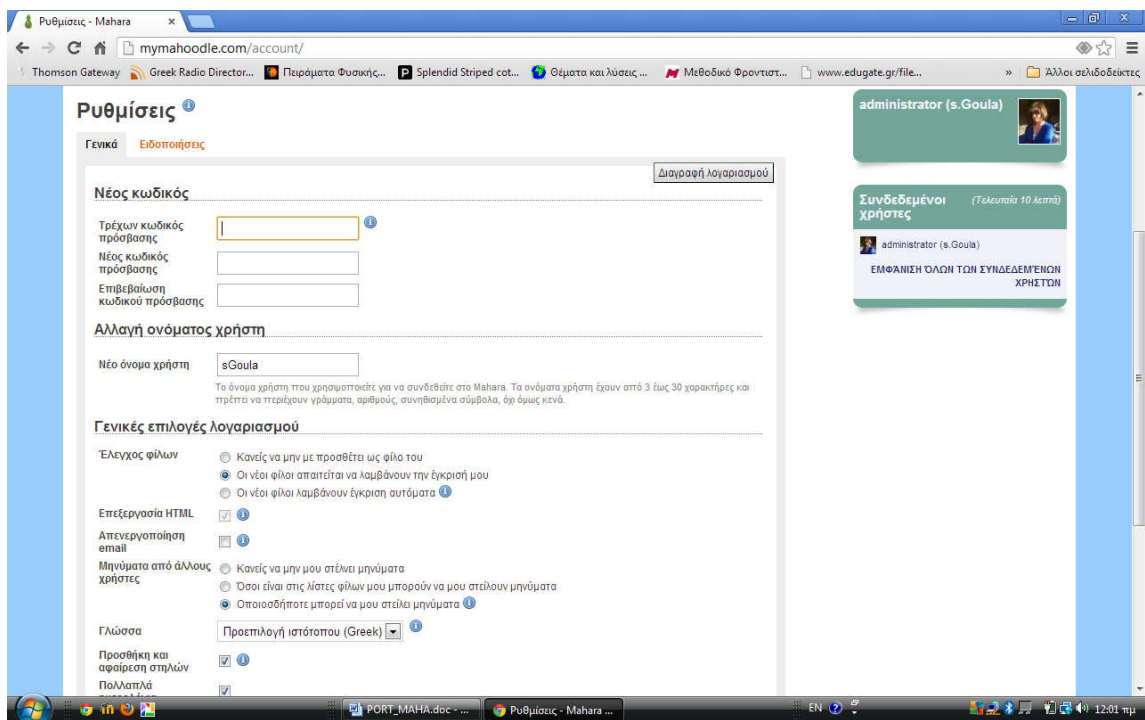 Ρυθμίσεις - Mahara
mymahoodle.com/account/
Thomson Gateway Greek Radio Director... Πειράματα Φυσικής,... Splendid Striped cot... Θέματα και λύσεις ... Μεθοδικό Φροντιστ... www.edugate.gr/file... » Άλλοι σελιδοδείκτες
Ρυθμίσεις
Γενικά Ειδοποιήσεις
Διαγραφή λογαριασμού
Νέος κωδικός
Τρέχων κωδικός
πρόσβασης
Νέος κωδικός
πρόσβασης
Επιβεβαίωση
κωδικού πρόσβασης
Αλλαγή ονόματος χρήστη
Νέο όνομα χρήστη sGoula
Το όνομα χρήστη που χρησιμοποιείτε για να συνδεθείτε στο Mahara. Τα ονόματα χρήστη έχουν από 3 έως 30 χαρακτήρες και
πρέπει να περιέχουν γράμματα, αριθμούς, συνηθισμένα σύμβολα, όχι όμως κενά.
Γενικές επιλογές λογαριασμού
Έλεγχος φίλων
Κανείς να μην με προσθέτει ως φίλο του
Οι νέοι φίλοι απαιτείται να λαμβάνουν την έγκρισή μου
Οι νέοι φίλοι λαμβάνουν έγκριση αυτόματα
Επεξεργασία HTML
Απενεργοποίηση
email
Μηνύματα από άλλους
χρήστες
Κανείς να μην μου στέλνει μηνύματα
Όσοι είναι στις λίστες φίλων μου μπορούν να μου στείλουν μηνύματα
Οποιοσδήποτε μπορεί να μου στείλει μηνύματα
Γλώσσα Προεπιλογή ιστότοπου (Greek)
Προσθήκη και
αφαίρεση στηλών
Πολλαπλά
administrator (s.Goula)
Συνδεδεμένοι
χρήστες
(Τελευταία 10 λεπτά)
administrator (s.Goula)
ΕΜΦΆΝΙΣΗ ΌΛΩΝ ΤΩΝ ΣΥΝΔΕΔΕΜΈΝΩΝ
ΧΡΗΣΤΏΝ
PORT_MAHA.doc - ... Ρυθμίσεις - Mahara ... EN 12:01 πμ